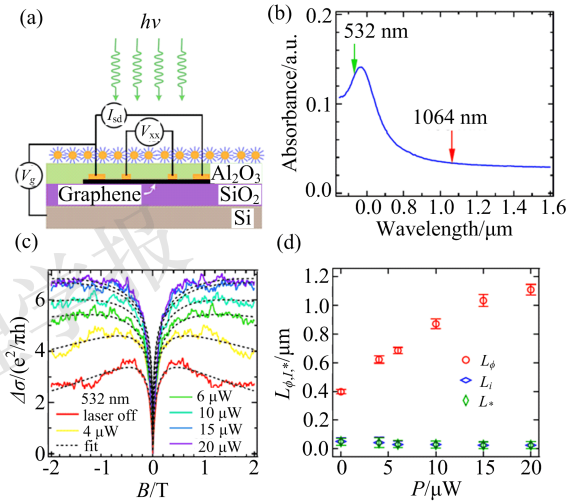 (a)
hν
I_sd
V_xx
V_g
Al₂O₃
Graphene
SiO₂
Si
(b)
Absorbance/a.u.
0.2
0.1
0.0
532 nm
1064 nm
0.0 0.8 1.2 1.6
Wavelength/μm
(c)
Δσ/(e²/πh)
6
4
2
0
532 nm
laser off
4 μW
fit
6 μW
10 μW
15 μW
20 μW
-2 -1 0 1 2
B/T
(d)
L_ϕ,L*/μm
1.2
1.0
0.8
0.6
0.4
0.2
0.0
L_ϕ
L_i
L*
0 5 10 15 20
P/μW
学报